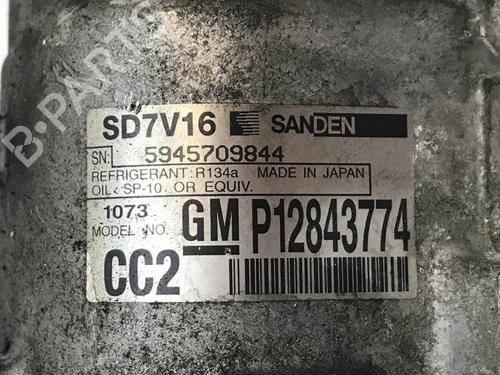 B-PARTS
SD7V16 SANDEN
SN: 5945709844
REFRIGERANT: R134a MADE IN JAPAN
OIL: SP-10 OR EQUIV.
1073
MODEL NO.
GM P12843774
CC2